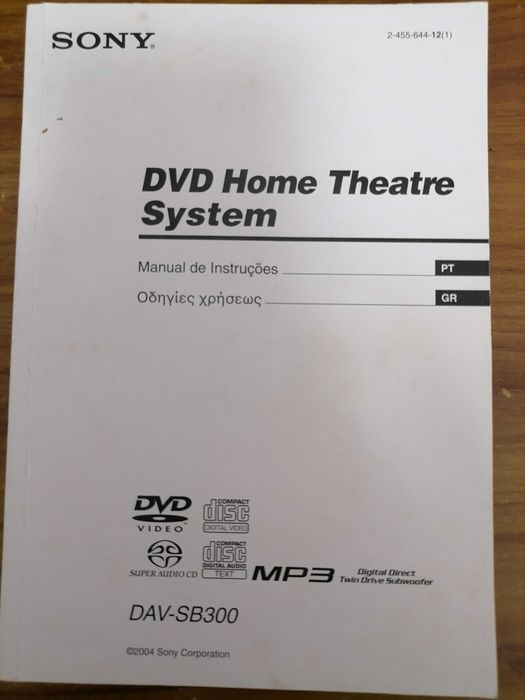 SONY®
2-455-644-12(1)
DVD Home Theatre
System
Manual de Instruções
PT
Οδηγίες χρήσεως
GR
DVD
VIDEO™
COMPACT
disc
DIGITAL VIDEO
SUPER AUDIO CD
COMPACT
disc
DIGITAL AUDIO
TEXT
MP3
Digital Direct
Twin Drive Subwoofer
DAV-SB300
©2004 Sony Corporation